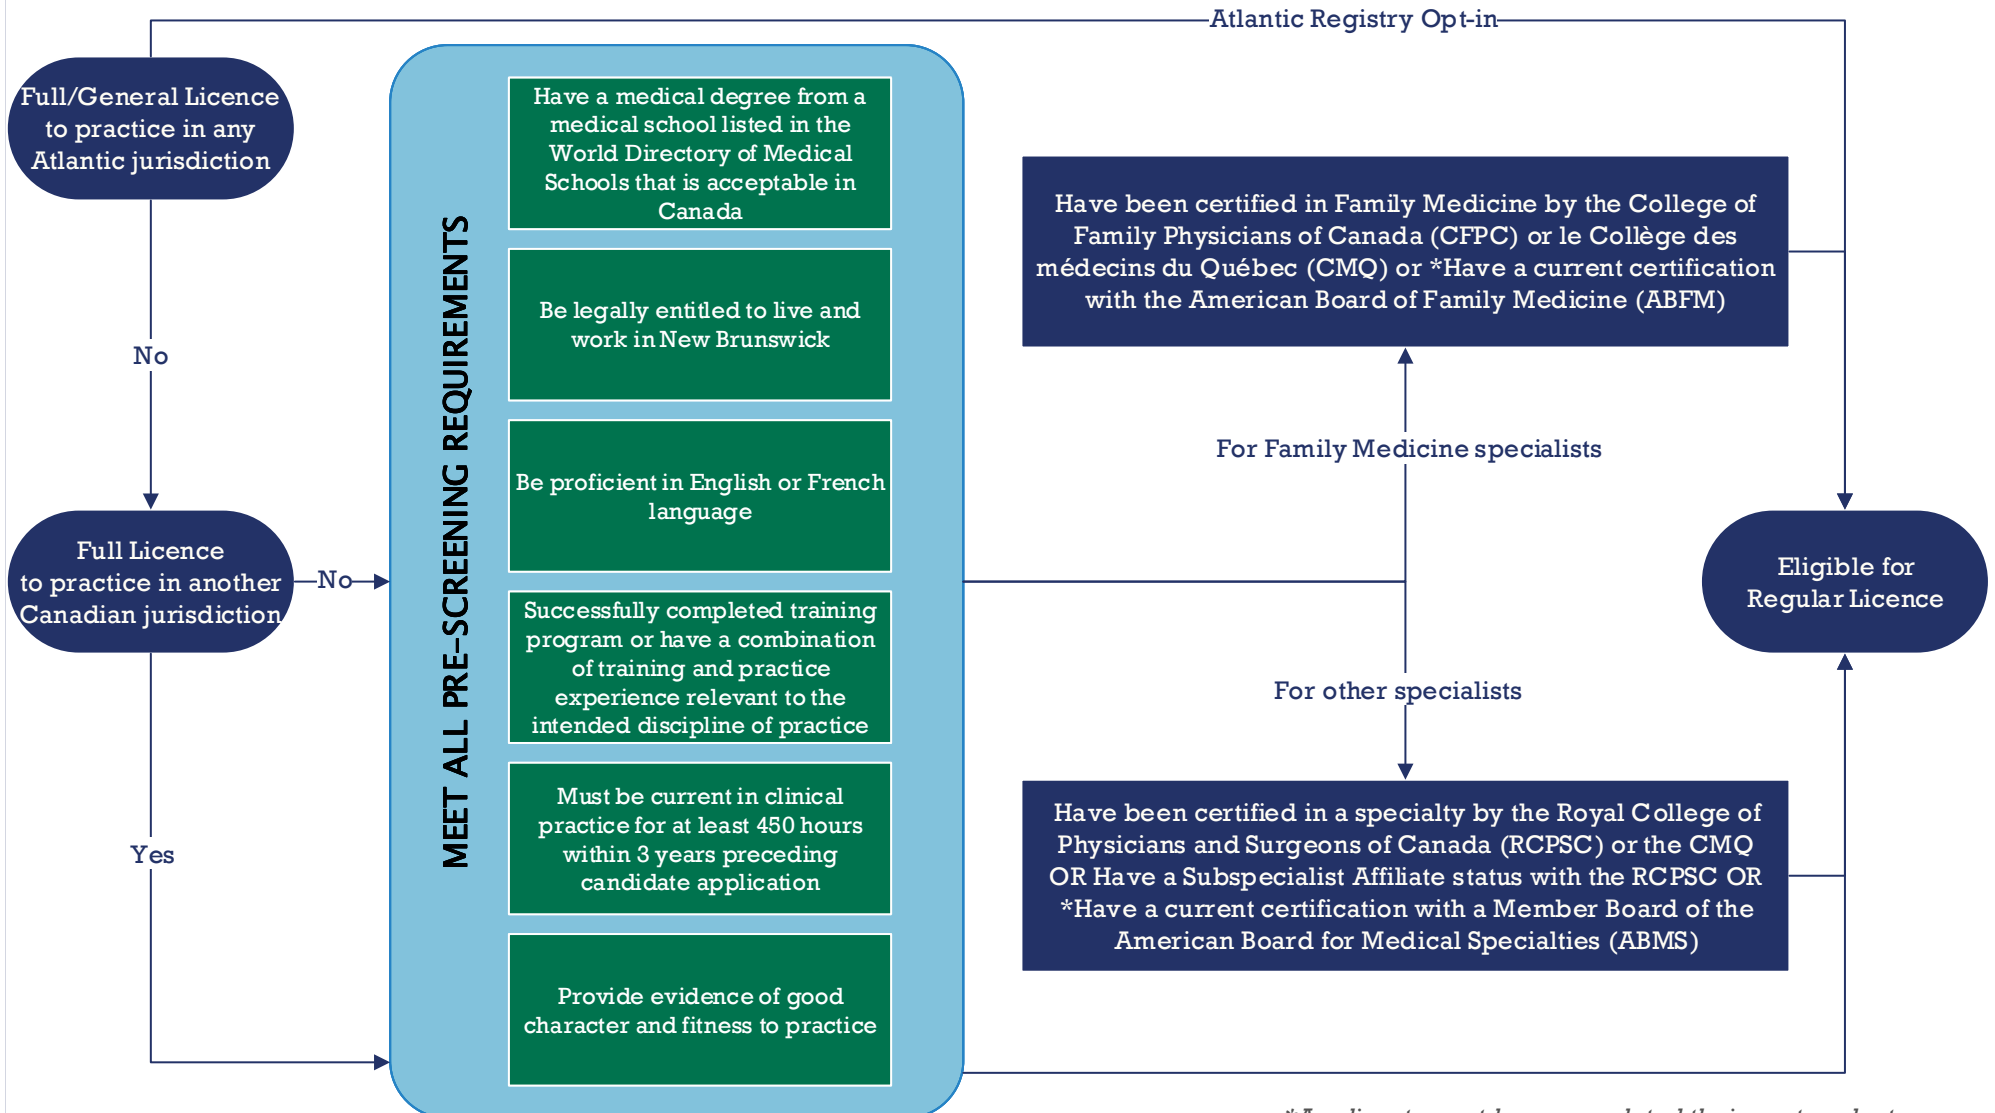 Atlantic Registry Opt-in
Full/General Licence
to practice in any
Atlantic jurisdiction
No
Full Licence
to practice in another
Canadian jurisdiction
No
Yes
MEET ALL PRE-SCREENING REQUIREMENTS
Have a medical degree from a
medical school listed in the
World Directory of Medical
Schools that is acceptable in
Canada
Be legally entitled to live and
work in New Brunswick
Be proficient in English or French
language
Successfully completed training
program or have a combination
of training and practice
experience relevant to the
intended discipline of practice
Must be current in clinical
practice for at least 450 hours
within 3 years preceding
candidate application
Provide evidence of good
character and fitness to practice
Have been certified in Family Medicine by the College of
Family Physicians of Canada (CFPC) or le Collège des
médecins du Québec (CMQ) or *Have a current certification
with the American Board of Family Medicine (ABFM)
For Family Medicine specialists
For other specialists
Have been certified in a specialty by the Royal College of
Physicians and Surgeons of Canada (RCPSC) or the CMQ
OR Have a Subspecialist Affiliate status with the RCPSC OR
*Have a current certification with a Member Board of the
American Board for Medical Specialties (ABMS)
Eligible for
Regular Licence